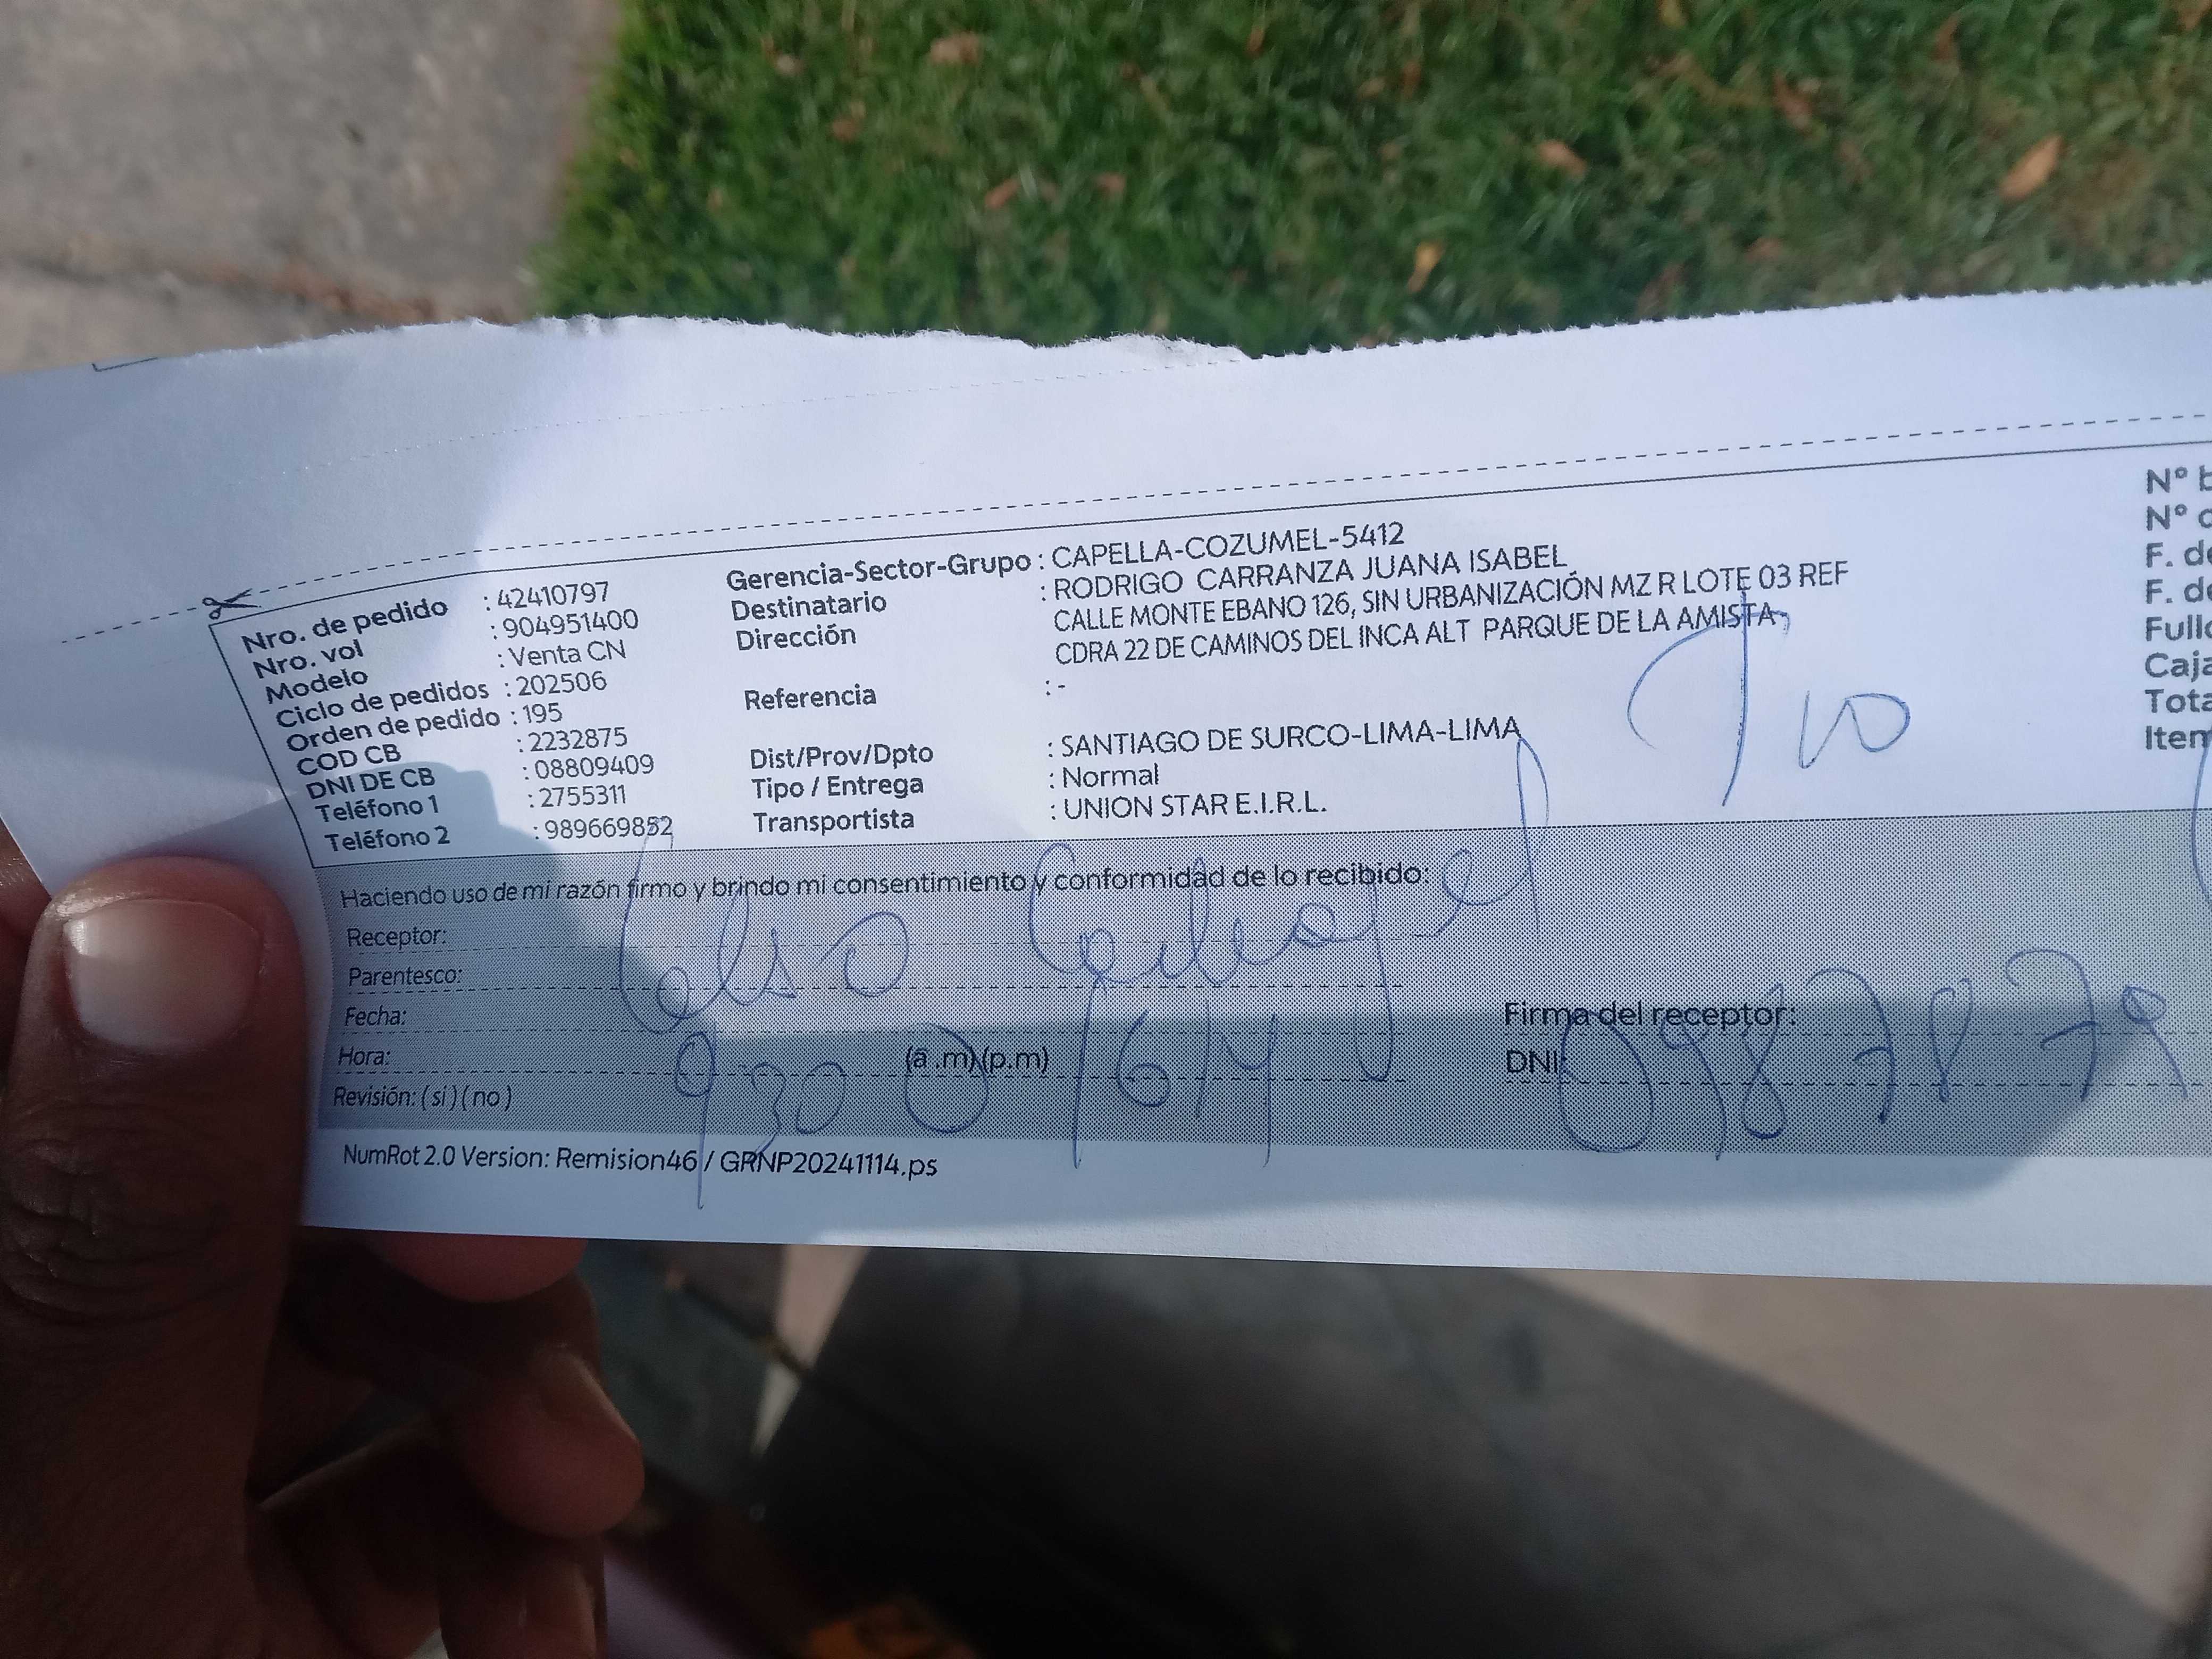 Nro. de pedido : 42410797
Nro. vol : 904951400
Modelo : Venta CN
Ciclo de pedidos : 202506
Orden de pedido : 195
COD CB : 2232875
DNI DE CB : 08809409
Teléfono 1 : 2755311
Teléfono 2 : 989669852
Gerencia-Sector-Grupo : CAPELLA-COZUMEL-5412
Destinatario : RODRIGO CARRANZA JUANA ISABEL
Dirección CALLE MONTE EBANO 126, SIN URBANIZACIÓN MZ R LOTE 03 REF
CDRA 22 DE CAMINOS DEL INCA ALT PARQUE DE LA AMISTA
Referencia : -
Dist/Prov/Dpto : SANTIAGO DE SURCO-LIMA-LIMA
Tipo / Entrega : Normal
Transportista : UNION STAR E.I.R.L.
Nº
Nº
F. de
F. de
Caja
Tota
Item
Tio
Haciendo uso de mi razón firmo y brindo mi consentimiento y conformidad de lo recibido:
Receptor: Celso
Parentesco:
Fecha:
Hora: (a .m) (p.m)
Revisión: ( si ) ( no )
Firma del receptor:
DNI:
NumRot 2.0 Version: Remision46 / GRNP20241114.ps